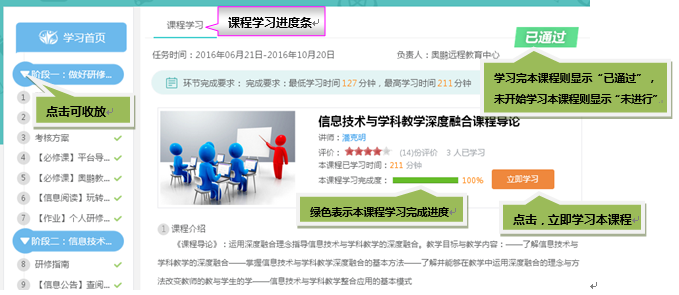 学习首页
阶段一：做好研修...
点击可收放
1
2
3 考核方案
4 【必修课】平台导...
5 【必修课】奥鹏教...
6 【信息阅读】玩转...
7 【作业】个人研修...
阶段二：信息技术...
8 研修指南
9 【信息公告】查阅...
课程学习
课程学习进度条
任务时间：2016年06月21日-2016年10月20日
负责人：奥鹏远程教育中心
已通过
环节完成要求： 完成要求：最低学习时间 127 分钟，最高学习时间 211 分钟
学习完本课程则显示“已通过”，
未开始学习本课程则显示“未进行”
信息技术与学科教学深度融合课程导论
讲师：潘克明
评价： (14)份评价 3 人已学习
本课程已学习时间：211 分钟
本课程学习完成度： 100%
立即学习
绿色表示本课程学习完成进度
点击，立即学习本课程
1 课程介绍
《课程导论》：运用深度融合理念指导信息技术与学科教学的深度融合。教学目标与教学内容：——了解信息技术与
学科教学的深度融合——掌握信息技术与学科教学深度融合的基本方法——了解并能够在教学中运用深度融合的理念与方
法改变教师的教与学生的学——信息技术与学科教学整合应用的基本模式